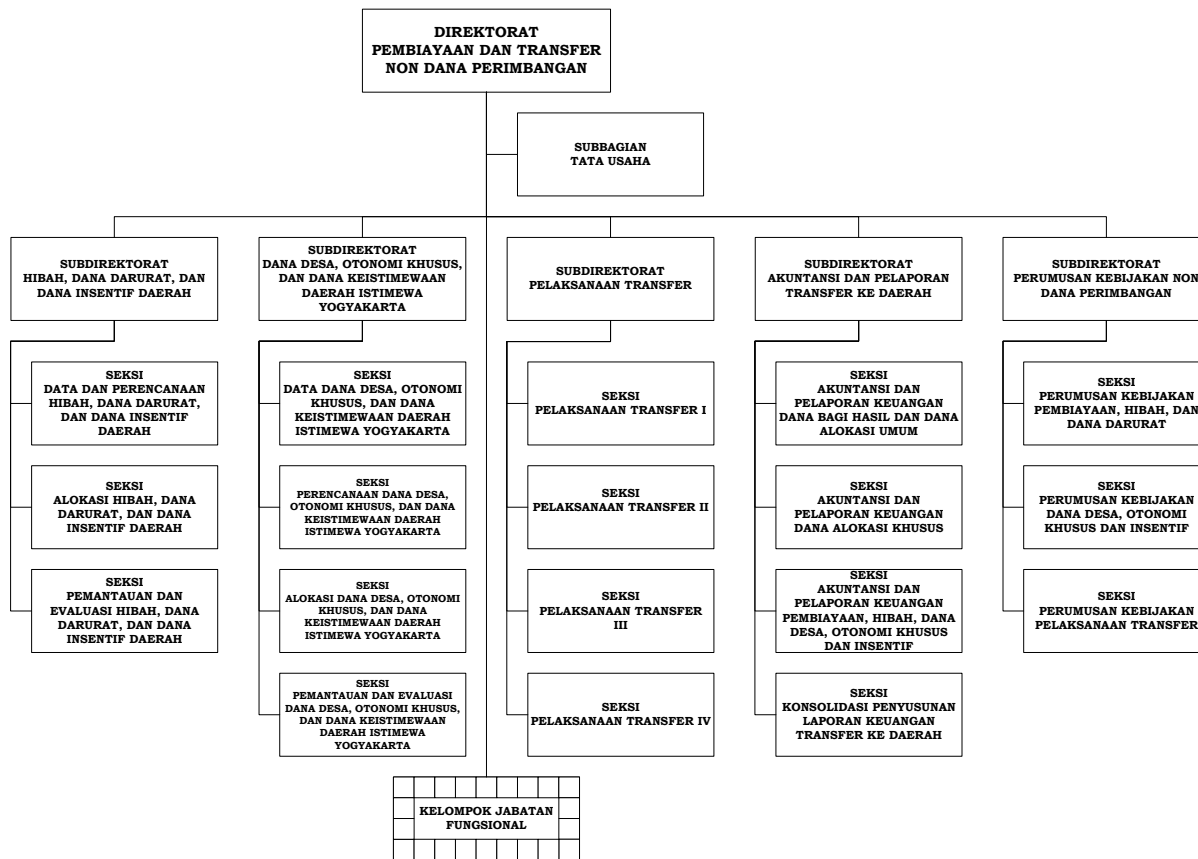 DIREKTORAT
PEMBIAYAAN DAN TRANSFER
NON DANA PERIMBANGAN
SUBBAGIAN
TATA USAHA
SUBDIREKTORAT
HIBAH, DANA DARURAT, DAN
DANA INSENTIF DAERAH
SUBDIREKTORAT
DANA DESA, OTONOMI KHUSUS,
DAN DANA KEISTIMEWAAN
DAERAH ISTIMEWA
YOGYAKARTA
SUBDIREKTORAT
PELAKSANAAN TRANSFER
SUBDIREKTORAT
AKUNTANSI DAN PELAPORAN
TRANSFER KE DAERAH
SUBDIREKTORAT
PERUMUSAN KEBIJAKAN NON
DANA PERIMBANGAN
SEKSI
DATA DAN PERENCANAAN
HIBAH, DANA DARURAT,
DAN DANA INSENTIF
DAERAH
SEKSI
DATA DANA DESA, OTONOMI
KHUSUS, DAN DANA
KEISTIMEWAAN DAERAH
ISTIMEWA YOGYAKARTA
SEKSI
PELAKSANAAN TRANSFER I
SEKSI
AKUNTANSI DAN
PELAPORAN KEUANGAN
DANA BAGI HASIL DAN DANA
ALOKASI UMUM
SEKSI
PERUMUSAN KEBIJAKAN
PEMBIAYAAN, HIBAH, DAN
DANA DARURAT
SEKSI
ALOKASI HIBAH, DANA
DARURAT, DAN DANA
INSENTIF DAERAH
SEKSI
PERENCANAAN DANA DESA,
OTONOMI KHUSUS, DAN DANA
KEISTIMEWAAN DAERAH
ISTIMEWA YOGYAKARTA
SEKSI
PELAKSANAAN TRANSFER II
SEKSI
AKUNTANSI DAN
PELAPORAN KEUANGAN
DANA ALOKASI KHUSUS
SEKSI
PERUMUSAN KEBIJAKAN
DANA DESA, OTONOMI
KHUSUS DAN INSENTIF
SEKSI
PEMANTAUAN DAN
EVALUASI HIBAH, DANA
DARURAT, DAN DANA
INSENTIF DAERAH
SEKSI
ALOKASI DANA DESA, OTONOMI
KHUSUS, DAN DANA
KEISTIMEWAAN DAERAH
ISTIMEWA YOGYAKARTA
SEKSI
PELAKSANAAN TRANSFER
III
SEKSI
AKUNTANSI DAN
PELAPORAN KEUANGAN
PEMBIAYAAN, HIBAH, DANA
DESA, OTONOMI KHUSUS
DAN INSENTIF
SEKSI
PERUMUSAN KEBIJAKAN
PELAKSANAAN TRANSFER
SEKSI
PEMANTAUAN DAN EVALUASI
DANA DESA, OTONOMI KHUSUS,
DAN DANA KEISTIMEWAAN
DAERAH ISTIMEWA
YOGYAKARTA
SEKSI
PELAKSANAAN TRANSFER IV
SEKSI
KONSOLIDASI PENYUSUNAN
LAPORAN KEUANGAN
TRANSFER KE DAERAH
KELOMPOK JABATAN
FUNGSIONAL